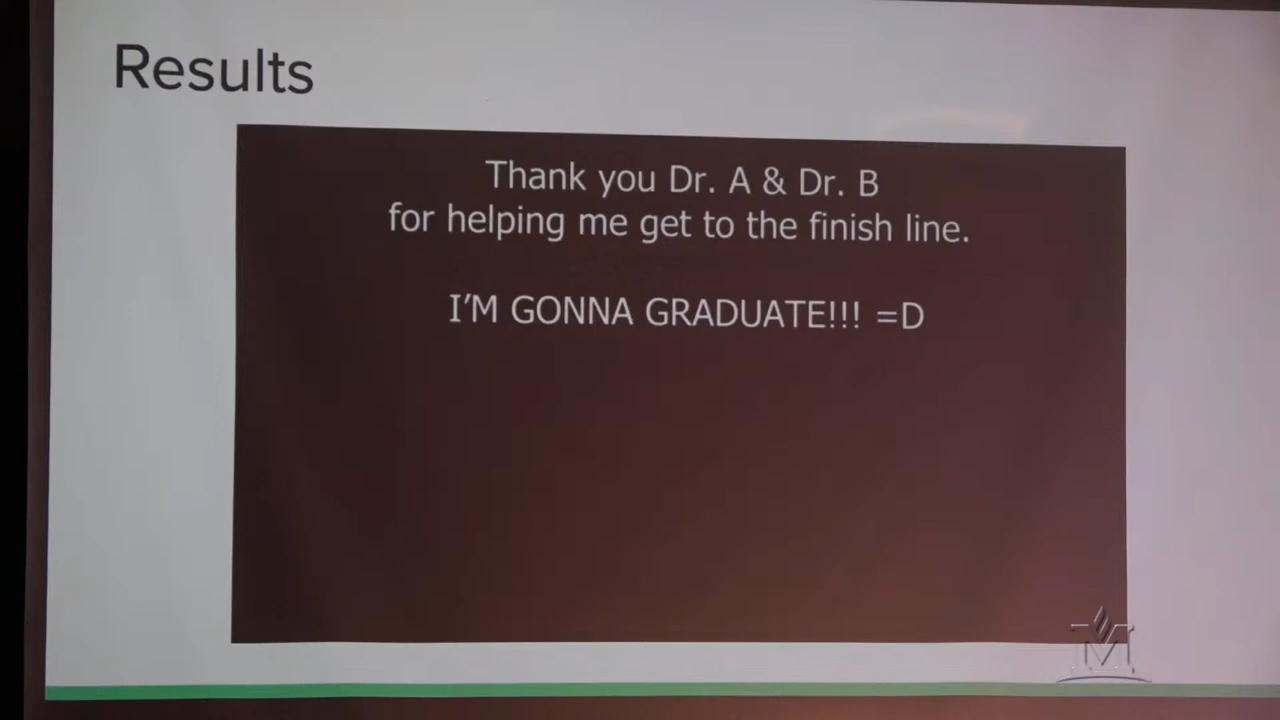 Results
Thank you Dr. A & Dr. B
for helping me get to the finish line.
I'M GONNA GRADUATE!!! =D